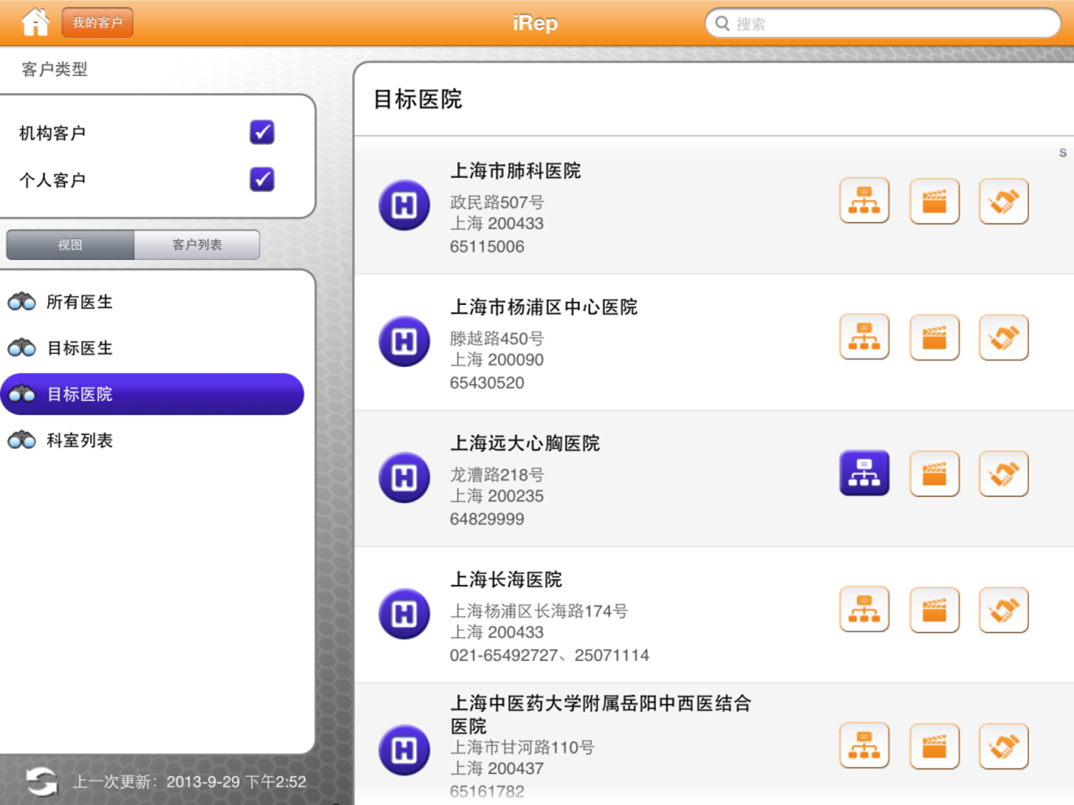 我的客户
iRep
搜索
客户类型
机构客户
个人客户
视图
客户列表
所有医生
目标医生
目标医院
科室列表
上一次更新: 2013-9-29 下午2:52
目标医院
S
上海市肺科医院
政民路507号
上海 200433
65115006
上海市杨浦区中心医院
滕越路450号
上海 200090
65430520
上海远大心胸医院
龙漕路218号
上海 200235
64829999
上海长海医院
上海杨浦区长海路174号
上海 200433
021-65492727、25071114
上海中医药大学附属岳阳中西医结合
医院
上海市甘河路110号
上海 200437
65161782